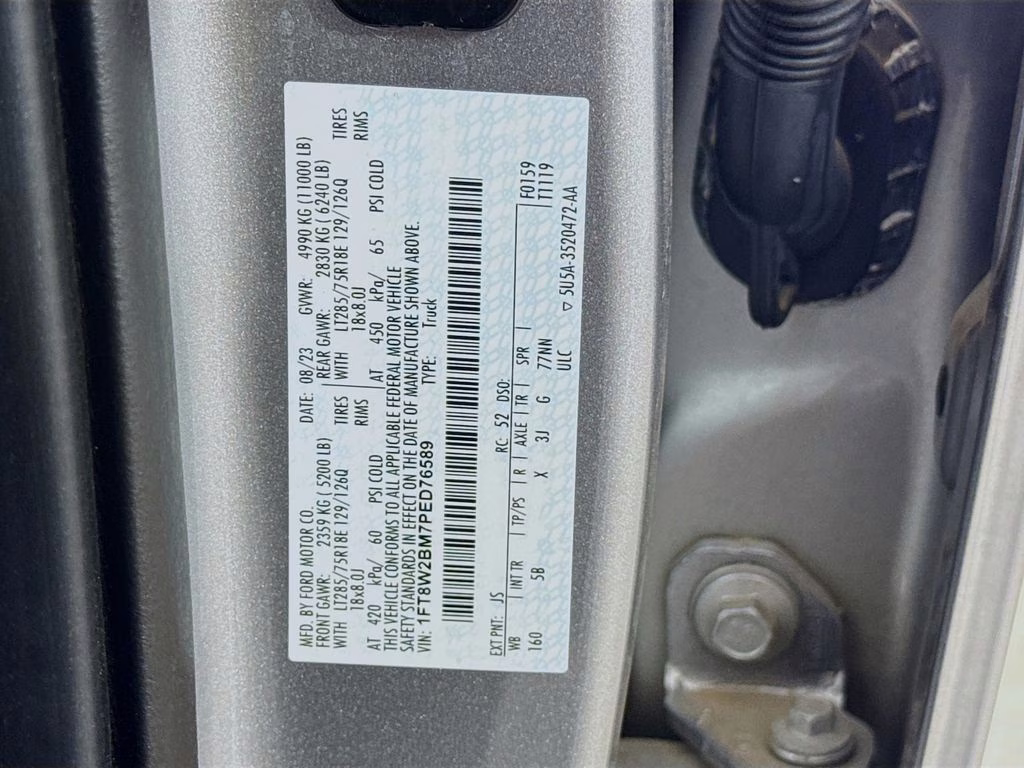 MFD. BY FORD MOTOR CO.
DATE: 08/23 GVWR: 4990 KG (11000 LB)
FRONT GAWR: 2359 KG ( 5200 LB)
REAR GAWR: 2830 KG ( 6240 LB)
WITH LT285/75R18E 129/126Q TIRES
WITH LT285/75R18E 129/126Q TIRES
18x8.0J RIMS
18x8.0J RIMS
AT 420 kPa/ 60 PSI COLD
AT 450 kPa/ 65 PSI COLD
THIS VEHICLE CONFORMS TO ALL APPLICABLE FEDERAL MOTOR VEHICLE
SAFETY STANDARDS IN EFFECT ON THE DATE OF MANUFACTURE SHOWN ABOVE.
VIN: 1FT8W2BM7PED76589 TYPE: Truck
EXT PNT: JS RC: 52 DSO:
WB | INT TR | TP/PS | R | AXLE | TR | SPR | F0159
160 5B X 3J G 77NN T1119
ULC ▽ 5U5A-3520472-AA